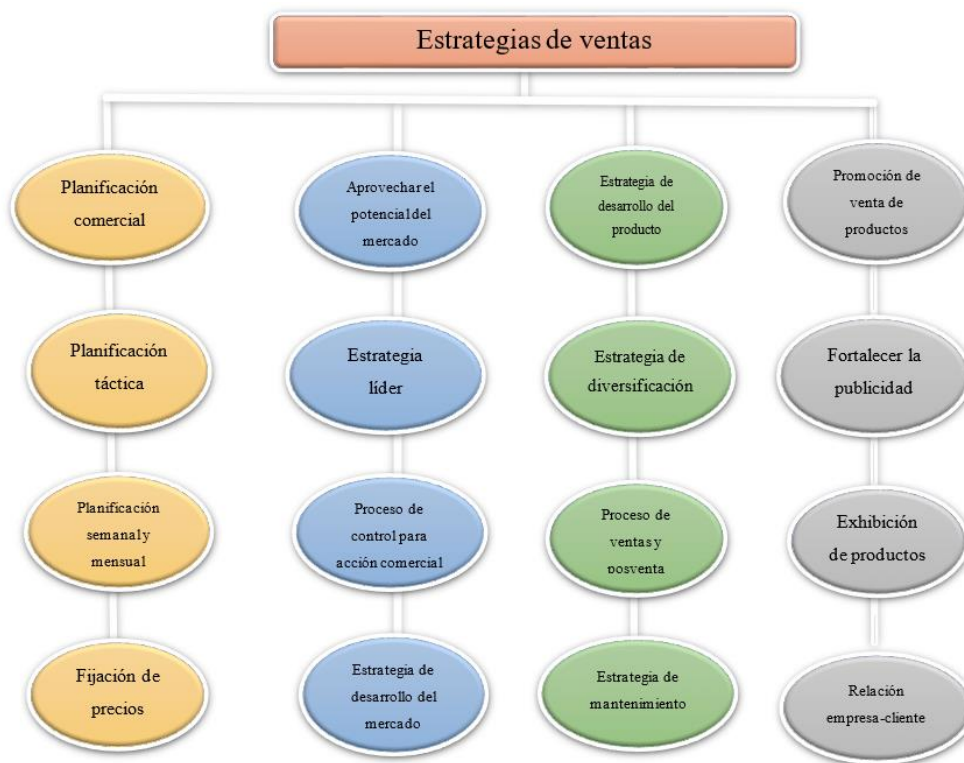 Estrategias de ventas
Planificación
comercial
Aprovechar el
potencial del
mercado
Estrategia de
desarrollo del
producto
Promoción de
venta de
productos
Planificación
táctica
Estrategia
líder
Estrategia de
diversificación
Fortalecer la
publicidad
Planificación
semanal y
mensual
Proceso de
control para
acción comercial
Proceso de
ventas y
posventa
Exhibición
de productos
Fijación de
precios
Estrategia de
desarrollo del
mercado
Estrategia de
mantenimiento
Relación
empresa-cliente